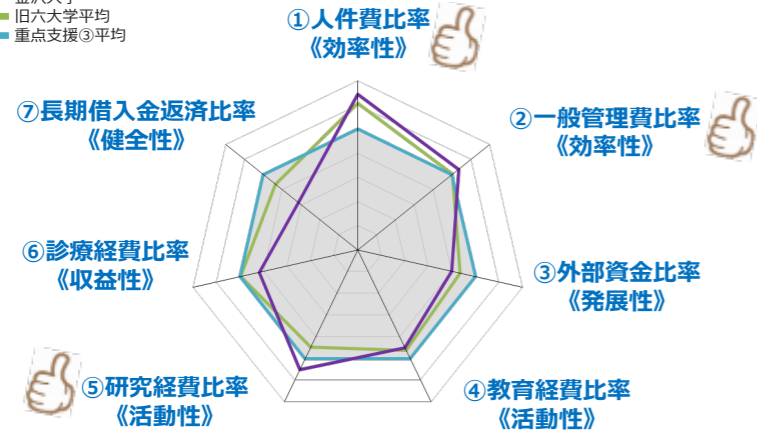 旧六大学平均
重点支援③平均
①人件費比率
《効率性》
②一般管理費比率
《効率性》
③外部資金比率
《発展性》
④教育経費比率
《活動性》
⑤研究経費比率
《活動性》
⑥診療経費比率
《収益性》
⑦長期借入金返済比率
《健全性》